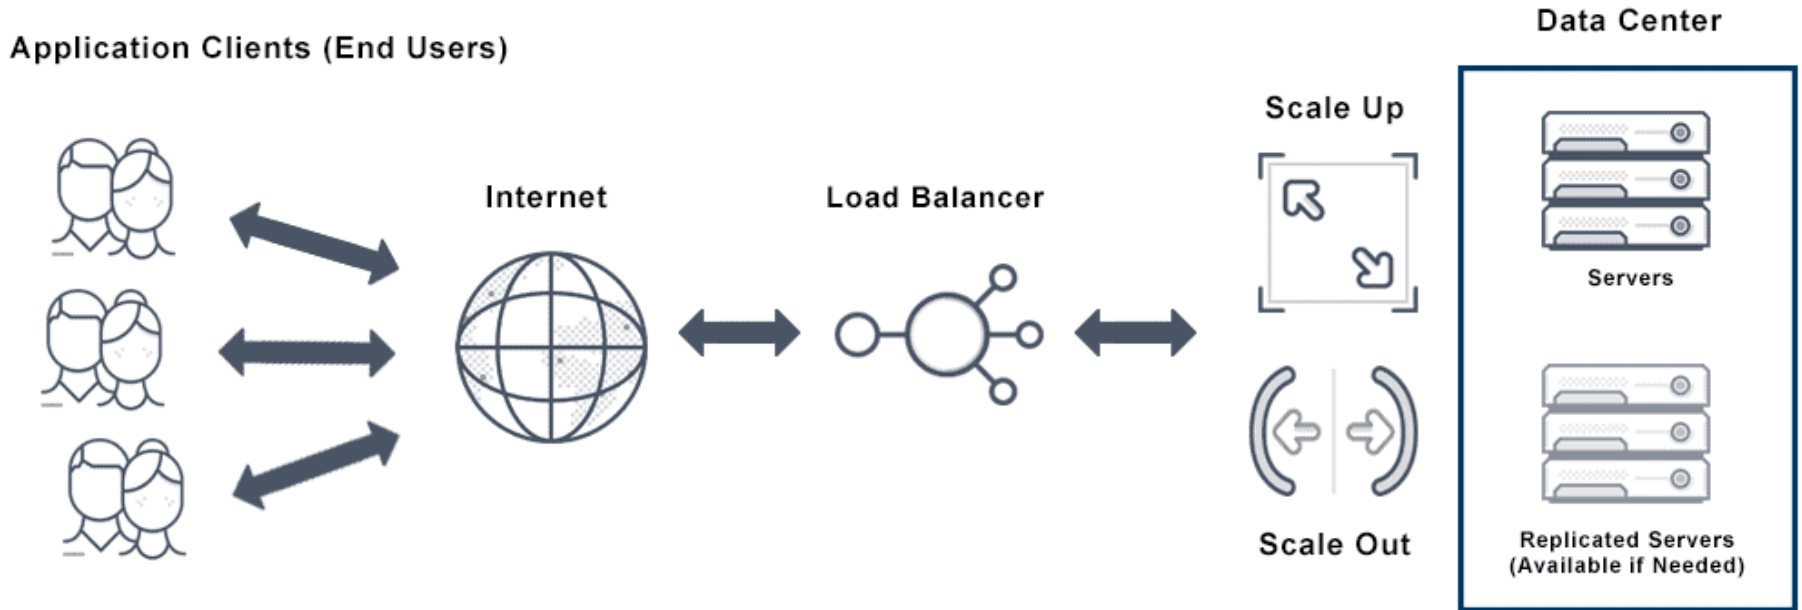 Application Clients (End Users)
Internet
Load Balancer
Scale Up
Scale Out
Data Center
Servers
Replicated Servers
(Available if Needed)